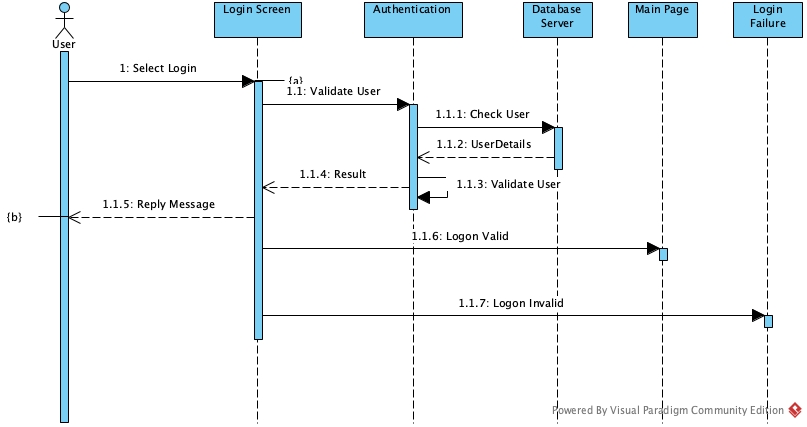 Login Screen
Authentication
Database
Server
Main Page
Login
Failure
User
1: Select Login
{a}
1.1: Validate User
1.1.1: Check User
1.1.2: UserDetails
1.1.4: Result
1.1.3: Validate User
1.1.5: Reply Message
{b}
1.1.6: Logon Valid
1.1.7: Logon Invalid
Powered By Visual Paradigm Community Edition